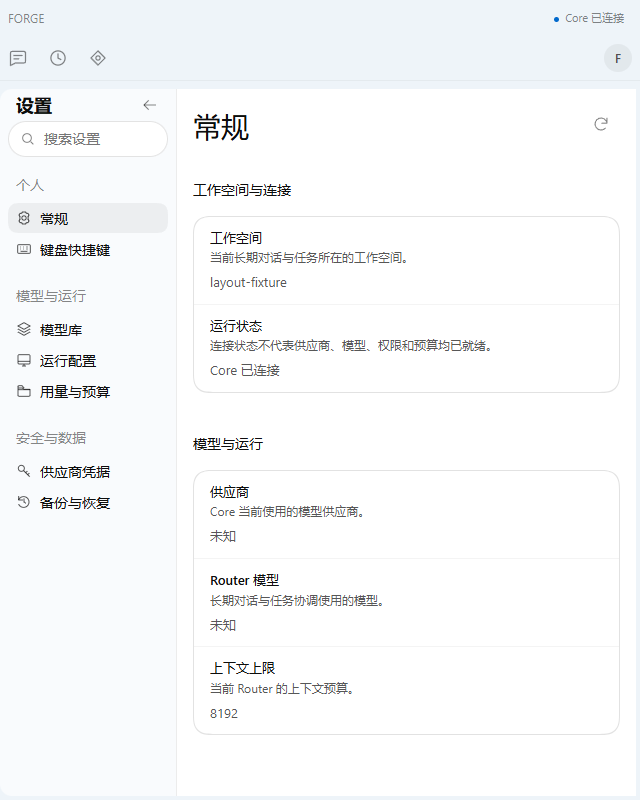 FORGE
Core 已连接
F
设置
搜索设置
个人
常规
键盘快捷键
模型与运行
模型库
运行配置
用量与预算
安全与数据
供应商凭据
备份与恢复
常规
工作空间与连接
工作空间
当前长期对话与任务所在的工作空间。
layout-fixture
运行状态
连接状态不代表供应商、模型、权限和预算均已就绪。
Core 已连接
模型与运行
供应商
Core 当前使用的模型供应商。
未知
Router 模型
长期对话与任务协调使用的模型。
未知
上下文上限
当前 Router 的上下文预算。
8192